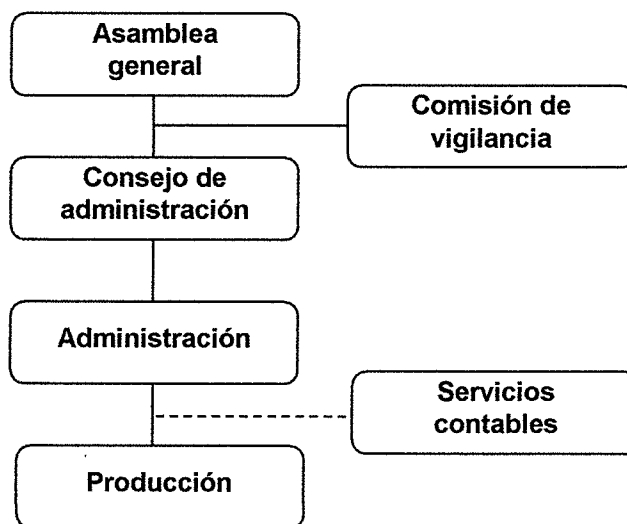 Asamblea
general
Comisión de
vigilancia
Consejo de
administración
Administración
Servicios
contables
Producción